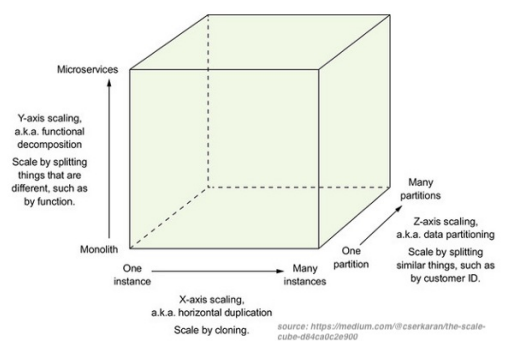 Microservices
Y-axis scaling,
a.k.a. functional
decomposition
Scale by splitting
things that are
different, such as
by function.
Monolith
One
instance
Many
instances
X-axis scaling,
a.k.a. horizontal duplication
Scale by cloning.
One
partition
Many
partitions
Z-axis scaling,
a.k.a. data partitioning
Scale by splitting
similar things, such as
by customer ID.
source: https://medium.com/@cserkaran/the-scale-
cube-d84ca0c2e900